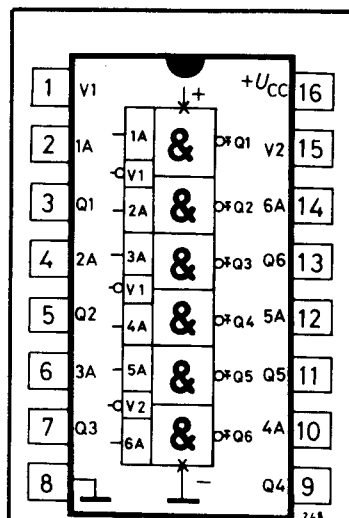 1 V1 + +UCC 16
2 1A 1A & Q1 V2 15
V1
3 Q1 2A & Q2 6A 14
4 2A 3A & Q3 Q6 13
V1
5 Q2 4A & Q4 5A 12
6 3A 5A & Q5 Q5 11
V2
7 Q3 6A & Q6 4A 10
8 − Q4 9